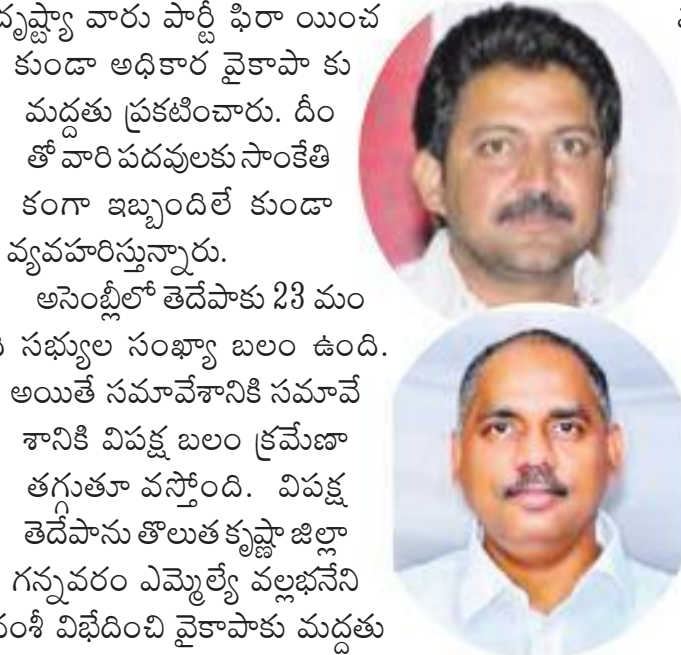 దృష్ట్యా వారు పార్టీ ఫిరా యించ
కుండా అధికార వైకాపా కు
మద్దతు ప్రకటించారు. దీం
తో వారి పదవులకు సాంకేతి
కంగా ఇబ్బందిలే కుండా
వ్యవహరిస్తున్నారు.
అసెంబ్లీలో తెదేపాకు 23 మం
ది సభ్యుల సంఖ్యా బలం ఉంది.
అయితే సమావేశానికి సమావే
శానికి విపక్ష బలం క్రమేణా
తగ్గుతూ వస్తోంది. విపక్ష
తెదేపాను తొలుత కృష్ణా జిల్లా
గన్నవరం ఎమ్మెల్యే వల్లభనేని
వంశీ విభేదించి వైకాపాకు మద్దతు